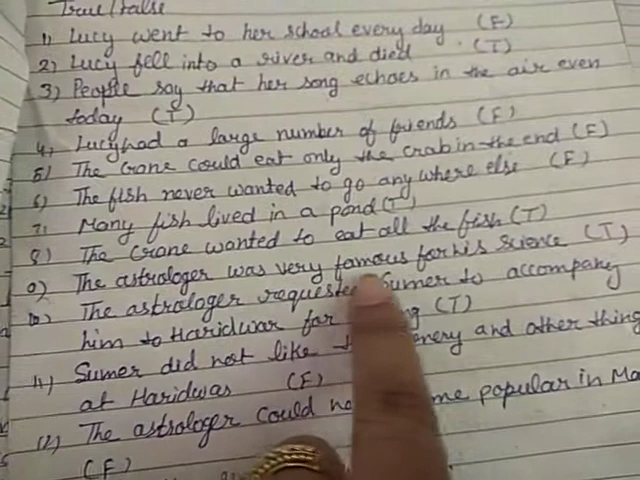 True/False
1) Lucy went to her school every day (F)
2) Lucy fell into a river and died (T)
3) People say that her song echoes in the air even
today (T)
4) Lucy had a large number of friends (F)
5) The Crane could eat only the crab in the end (F)
6) The fish never wanted to go anywhere else (F)
7) Many fish lived in a pond (T)
8) The Crane wanted to eat all the fish (T)
9) The astrologer was very famous for his science (T)
10) The astrologer requested Sumer to accompany
him to Haridwar for (T)
11) Sumer did not like and other thing
at Haridwar (F)
12) The astrologer could popular in
(F)